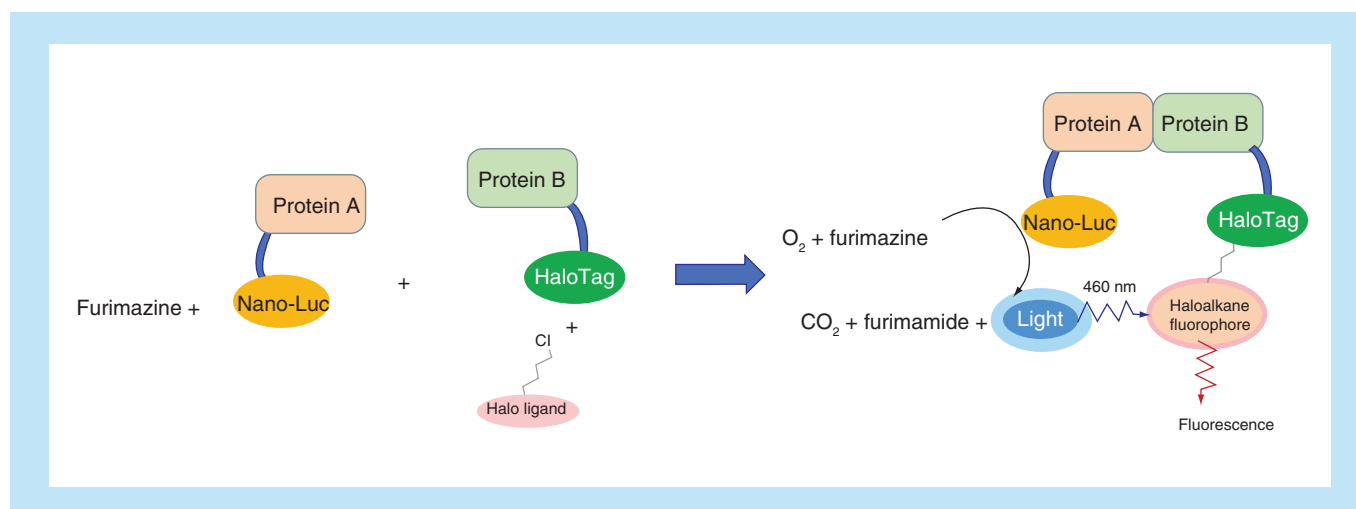 Protein A
Furimazine +
Nano-Luc
+
Protein B
HaloTag
+
Cl
Halo ligand
Protein A
Protein B
Nano-Luc
HaloTag
O2 + furimazine
CO2 + furimamide +
Light
460 nm
Haloalkane
fluorophore
Fluorescence